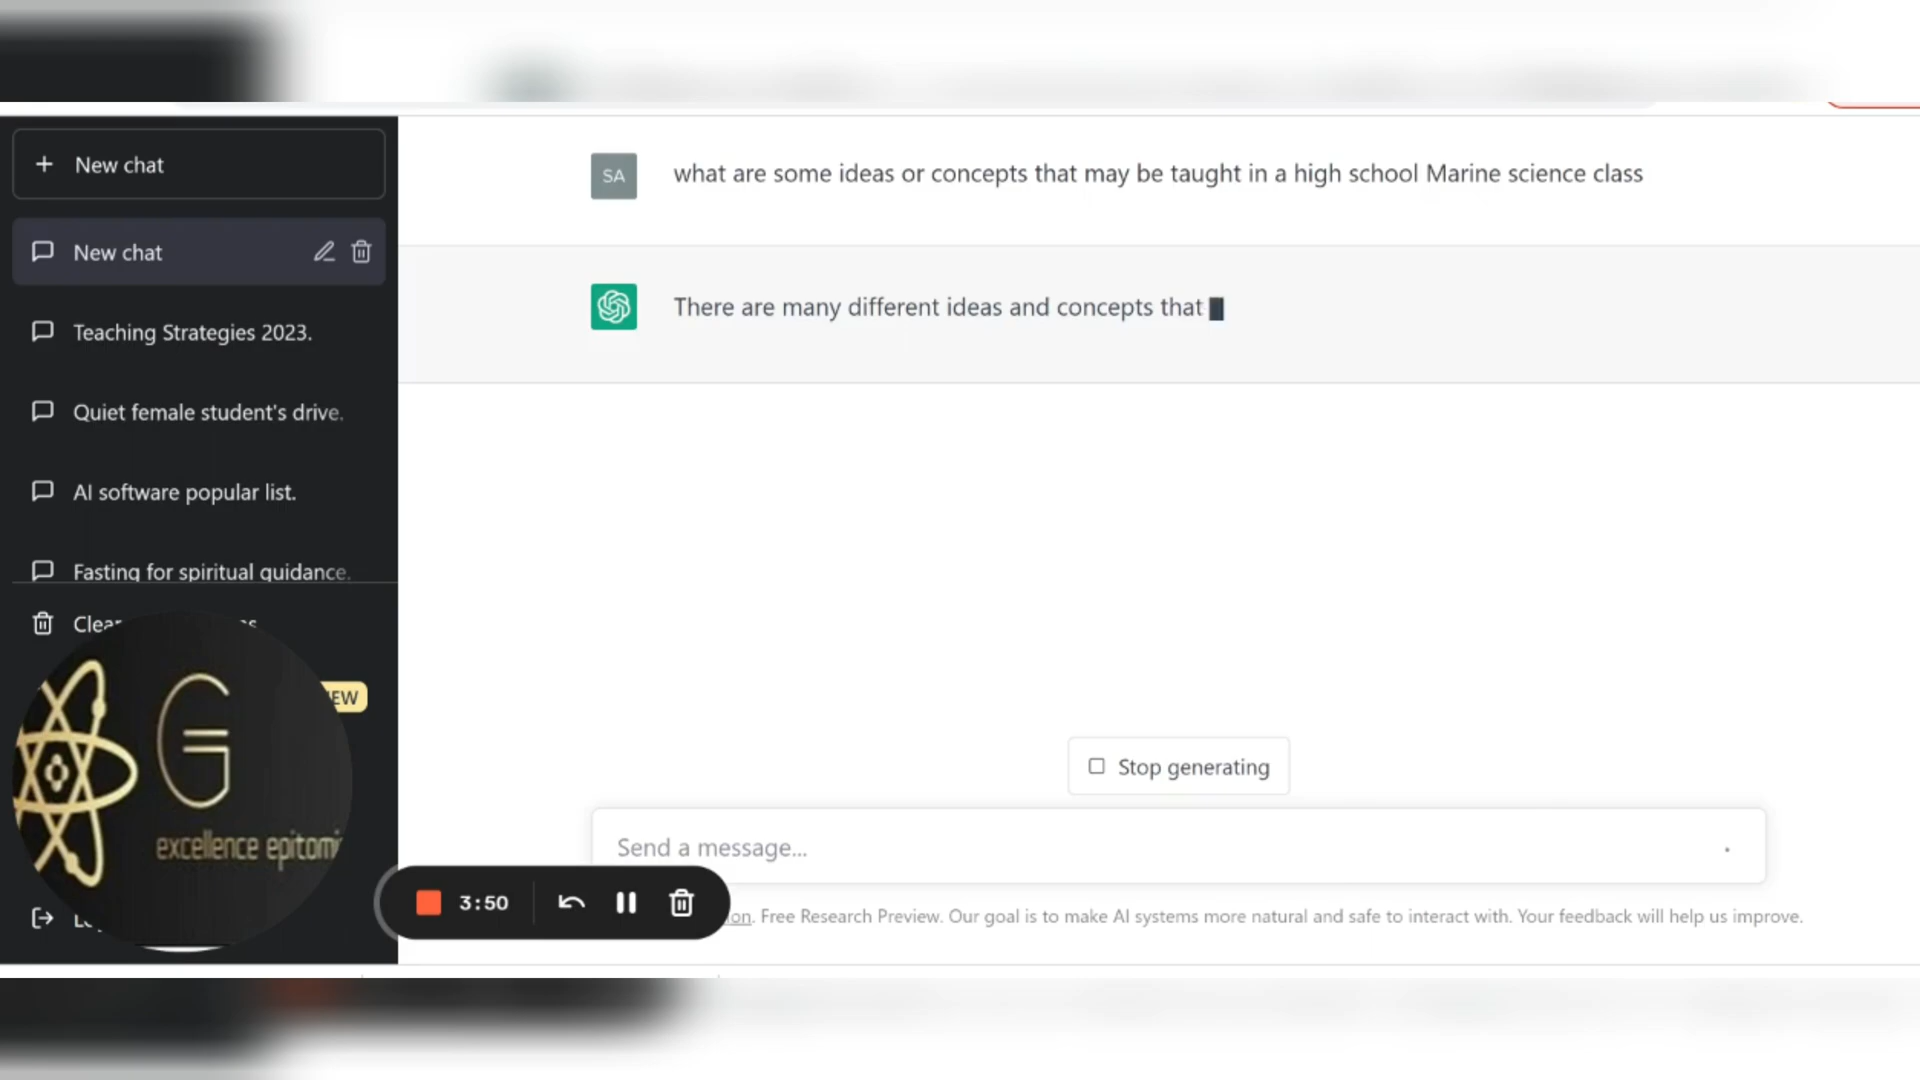 New chat
New chat
Teaching Strategies 2023.
Quiet female student's drive.
AI software popular list.
Fasting for spiritual guidance.
G
excellence
3:50
SA
what are some ideas or concepts that may be taught in a high school Marine science class
There are many different ideas and concepts that
Stop generating
Send a message...
Free Research Preview. Our goal is to make AI systems more natural and safe to interact with. Your feedback will help us improve.